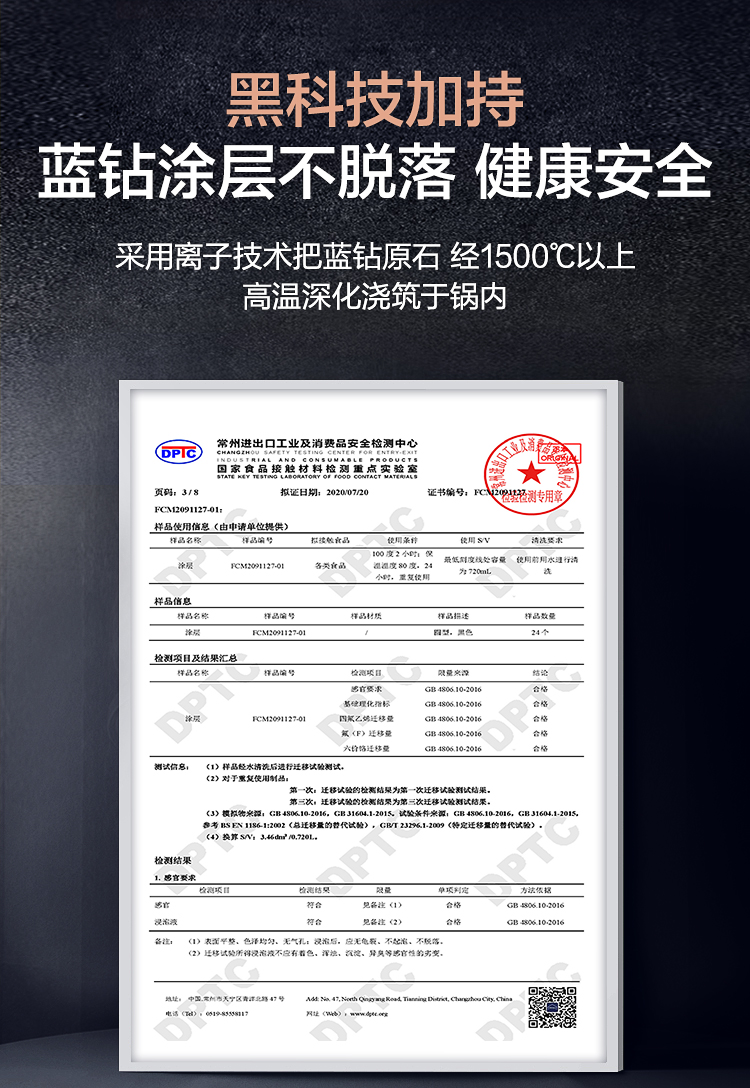 黑科技加持
蓝钻涂层不脱落 健康安全
采用离子技术把蓝钻原石 经1500℃以上
高温深化浇筑于锅内
DPTC
常州进出口工业及消费品安全检测中心
CHANGZHOU SAFETY TESTING CENTER FOR ENTRY-EXIT
INDUSTRIAL AND CONSUMABLE PRODUCTS
国家食品接触材料检测重点实验室
STATE KEY TESTING LABORATORY OF FOOD CONTACT MATERIALS
正本
ORIGINAL
检验检测专用章
页码：3 / 8 拟证日期：2020/07/20 证书编号：FCM2091127
FCM2091127-01：
样品使用信息（由申请单位提供）
样品名称 样品编号 拟接触食品 使用条件 使用 S/V 清洗要求
涂层 FCM2091127-01 各类食品 100 度 2 小时；保温温度 80 度，24 小时，重复使用 最低刻度线处容量为 720mL 使用前用水进行清洗
样品信息
样品名称 样品编号 样品材质 样品描述 样品数量
涂层 FCM2091127-01 / 圆型，黑色 24 个
检测项目及结果汇总
样品名称 样品编号 检测项目 限量来源 结论
感官要求 GB 4806.10-2016 合格
基础理化指标 GB 4806.10-2016 合格
涂层 FCM2091127-01 四氟乙烯迁移量 GB 4806.10-2016 合格
氟（F）迁移量 GB 4806.10-2016 合格
六价铬迁移量 GB 4806.10-2016 合格
测试信息： （1）样品经水清洗后进行迁移试验测试。
（2）对于重复使用制品：
第一次：迁移试验的检测结果为第一次迁移试验测试结果。
第三次：迁移试验的检测结果为第三次迁移试验测试结果。
（3）模拟物来源：GB 4806.10-2016，GB 31604.1-2015。试验条件来源：GB 4806.10-2016，GB 31604.1-2015，
参考 BS EN 1186-1:2002（总迁移量的替代试验），GB/T 23296.1-2009（特定迁移量的替代试验）。
（4）换算 S/V：3.46dm²/0.720L。
检测结果
1. 感官要求
检测项目 检测结果 限量 单项判定 方法依据
感官 符合 见备注（1） 合格 GB 4806.10-2016
浸泡液 符合 见备注（2） 合格 GB 4806.10-2016
备注： （1）表面平整、色泽均匀、无气孔；浸泡后，应无龟裂、不起泡、不脱落。
（2）迁移试验所得浸泡液不应有着色、浑浊、沉淀、异臭等感官性的劣变。
地址： 中国.常州市天宁区青洋北路 47 号 Add: No. 47, North Qingyang Road, Tianning District, Changzhou City, China
电话（Tel）：0519-85558117 网址（Web）：www.dptc.org